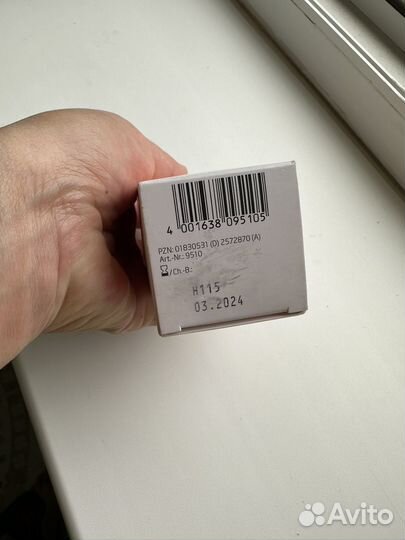 4 001638 095105
PZN: 01830531 (D) 2572870 (A)
Art.-Nr.: 9510
/Ch.-B.:
H115
03.2024
Avito